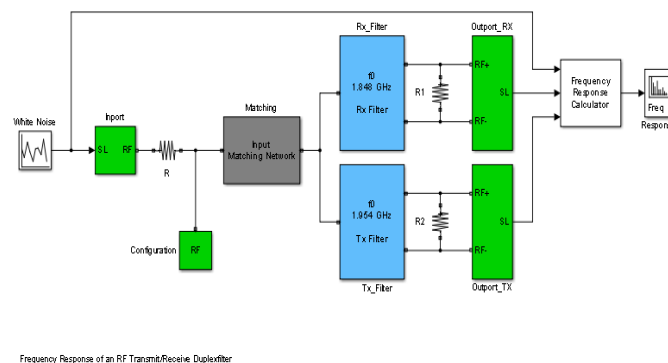 Rx_Filter
Outport_RX
f0
1.848 GHz
Rx Filter
RF+
R1
SL
RF-
Frequency
Response
Calculator
Freq
Respon
White Noise
Inport
SL RF
R
Matching
Input
Matching Network
Configuration
RF
f0
1.954 GHz
Tx Filter
Tx_Filter
RF+
R2
SL
RF-
Outport_TX
Frequency Response of an RF Transmit/Receive Duplexfilter